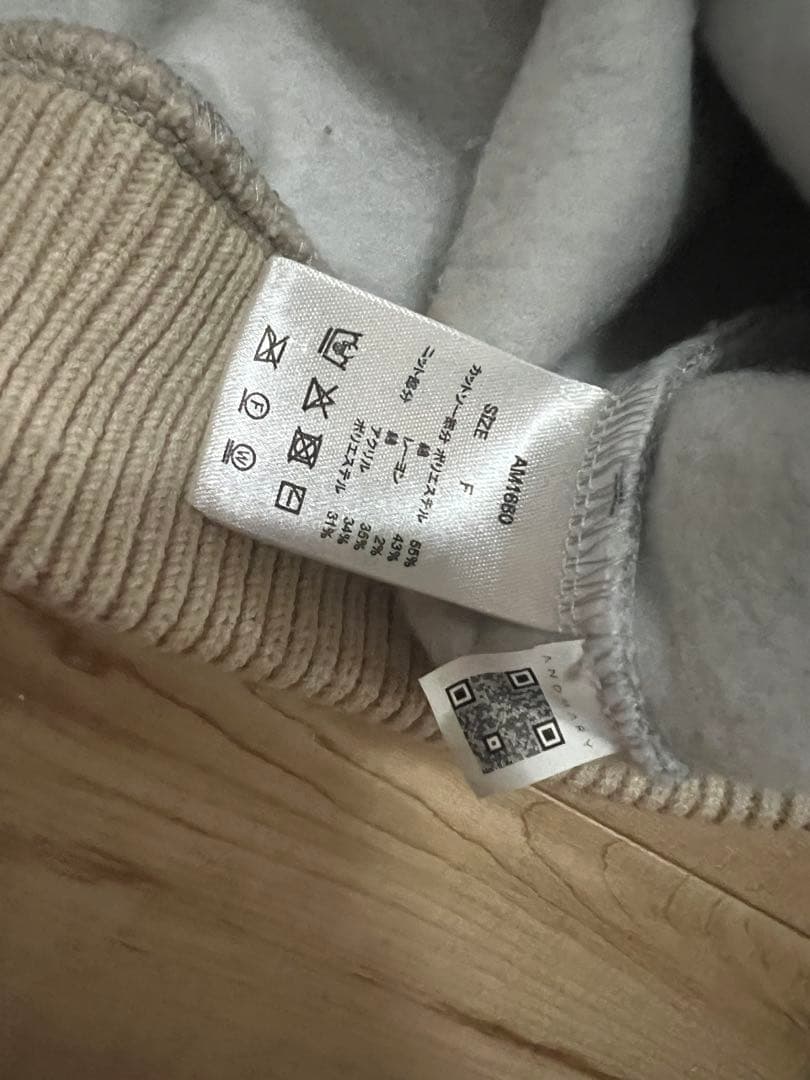 AM1660
SIZE F
カットソー部分:ポリエステル 55%
綿 43%
レーヨン 2%
ニット部分 綿 35%
アクリル 34%
ポリエステル 31%
F
W
ANDMARY